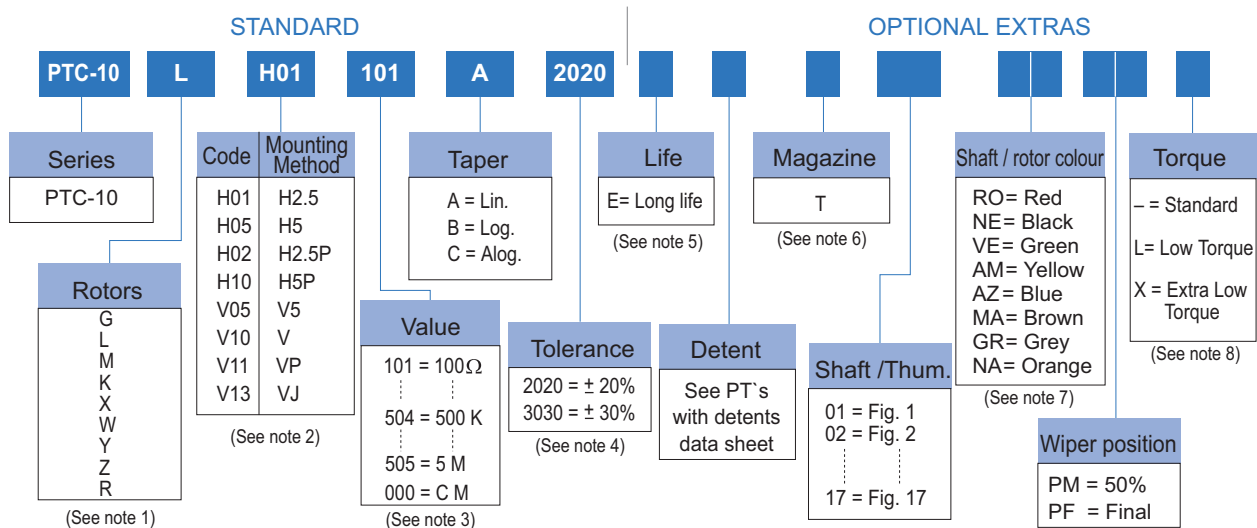 STANDARD
OPTIONAL EXTRAS
PTC-10 L H01 101 A 2020
Series
PTC-10
Rotors
G
L
M
K
X
W
Y
Z
R
(See note 1)
Code Mounting Method
H01 H2.5
H05 H5
H02 H2.5P
H10 H5P
V05 V5
V10 V
V11 VP
V13 VJ
(See note 2)
Value
101 = 100Ω
504 = 500 K
505 = 5 M
000 = C M
(See note 3)
Taper
A = Lin.
B = Log.
C = Alog.
Tolerance
2020 = ± 20%
3030 = ± 30%
(See note 4)
Life
E= Long life
(See note 5)
Detent
See PT`s
with detents
data sheet
Magazine
T
(See note 6)
Shaft /Thum.
01 = Fig. 1
02 = Fig. 2
17 = Fig. 17
Shaft / rotor colour
RO= Red
NE= Black
VE= Green
AM= Yellow
AZ= Blue
MA= Brown
GR= Grey
NA= Orange
(See note 7)
Wiper position
PM = 50%
PF = Final
Torque
– = Standard
L= Low Torque
X = Extra Low
Torque
(See note 8)